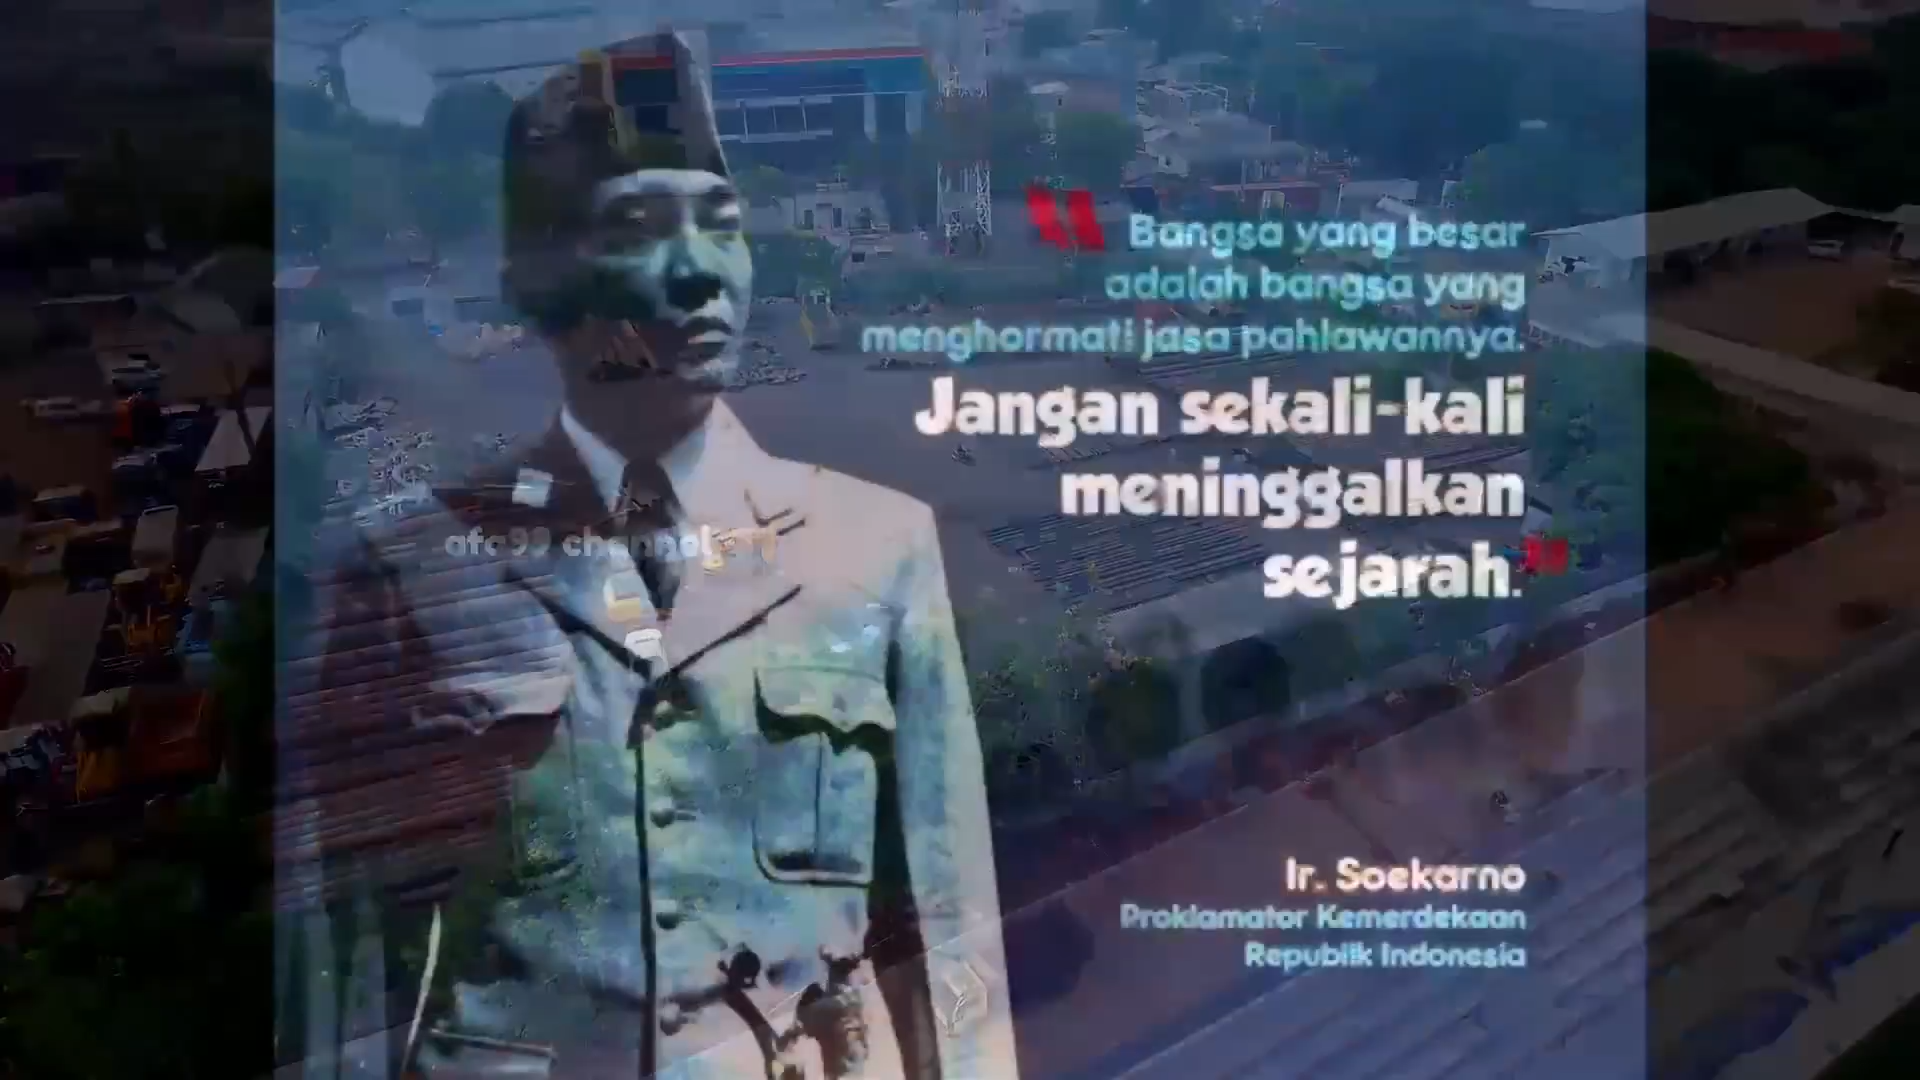 Bangsa yang besar
adalah bangsa yang
menghormati jasa pahlawannya.
Jangan sekali-kali
meninggalkan
sejarah.
afa99 channel
Ir. Soekarno
Proklamator Kemerdekaan
Republik Indonesia